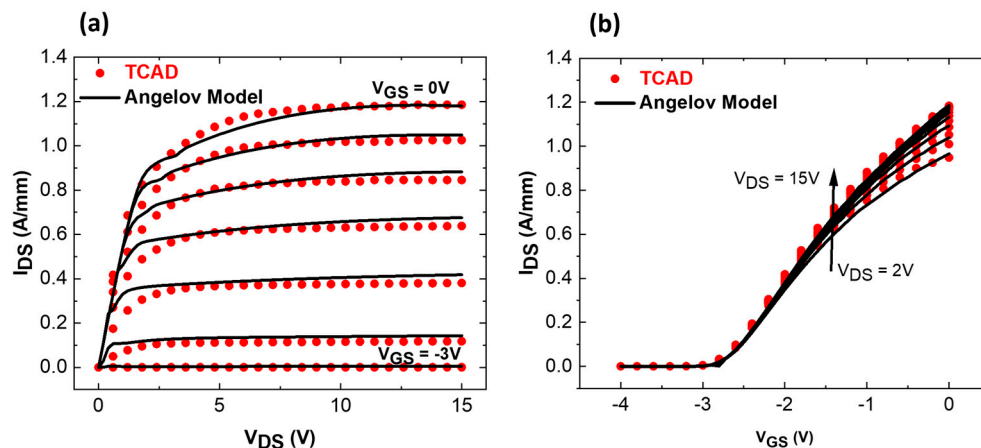 (a)
1.4
1.2
1.0
0.8
0.6
0.4
0.2
0.0
IDS (A/mm)
TCAD
Angelov Model
VGS = 0V
VGS = -3V
0 5 10 15
VDS (V)
(b)
1.4
1.2
1.0
0.8
0.6
0.4
0.2
0.0
IDS (A/mm)
TCAD
Angelov Model
VDS = 15V
VDS = 2V
-4 -3 -2 -1 0
VGS (V)